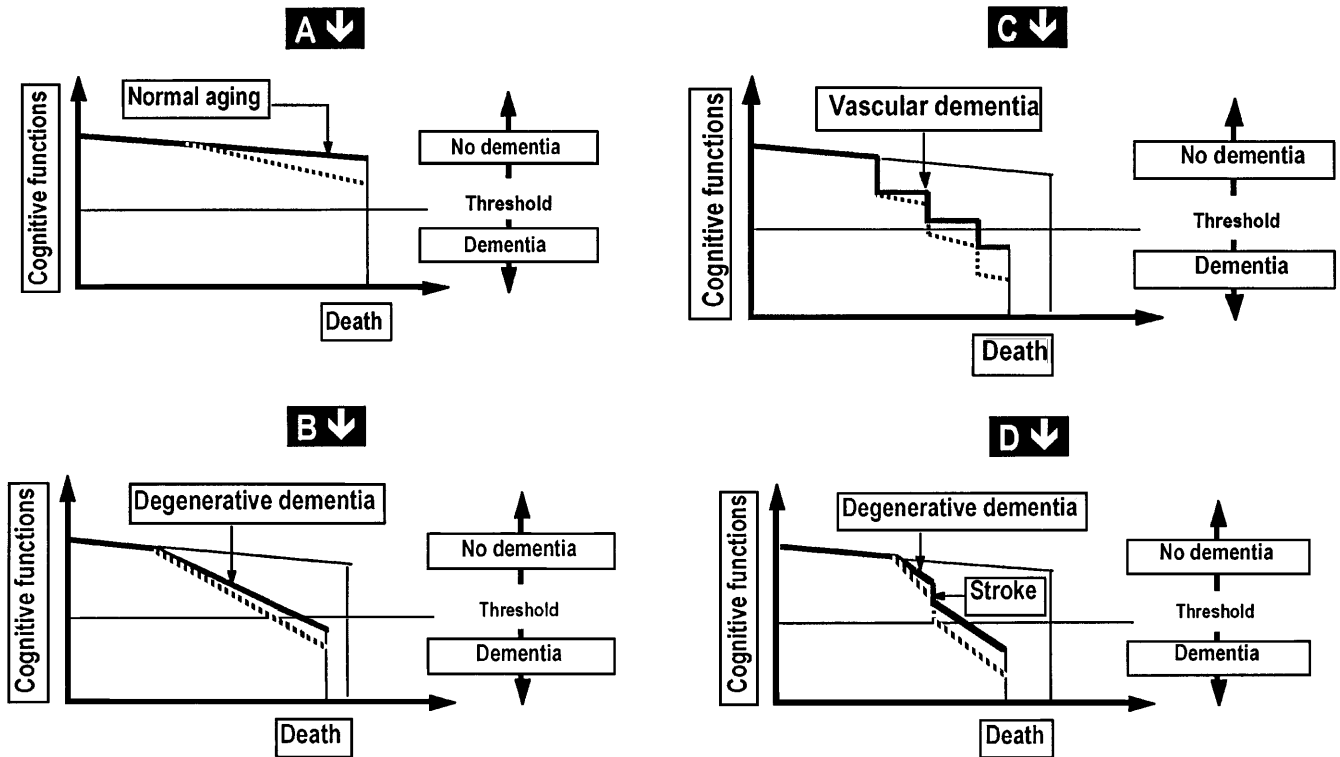 A
Cognitive functions
Normal aging
No dementia
Threshold
Dementia
Death
B
Cognitive functions
Degenerative dementia
No dementia
Threshold
Dementia
Death
C
Cognitive functions
Vascular dementia
No dementia
Threshold
Dementia
Death
D
Cognitive functions
Degenerative dementia
Stroke
No dementia
Threshold
Dementia
Death